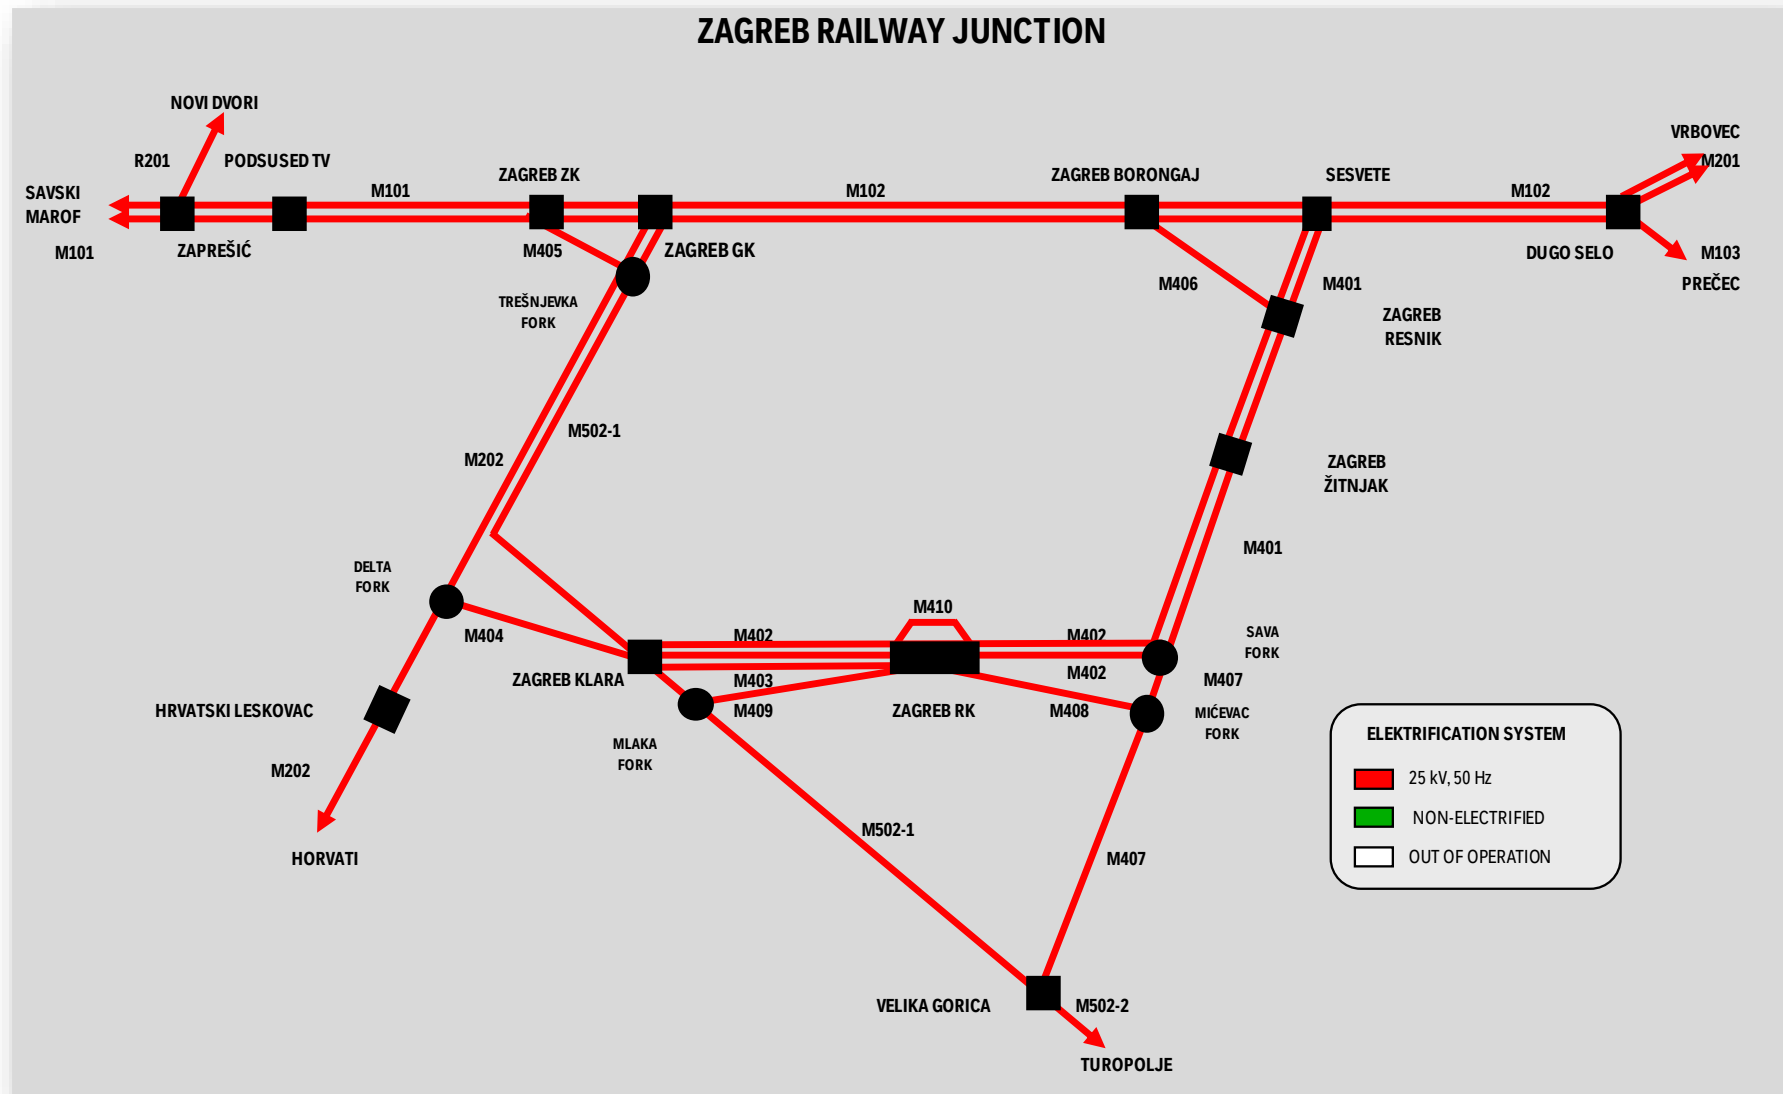 ZAGREB RAILWAY JUNCTION
NOVI DVORI
VRBOVEC
R201
PODSUSED TV
M201
ZAGREB ZK
ZAGREB BORONGAJ
SESVETE
SAVSKI
MAROF
M101
M102
M102
M101
ZAPREŠIĆ
M405
ZAGREB GK
DUGO SELO
M103
PREČEC
M406
M401
TREŠNJEVKA
FORK
ZAGREB
RESNIK
M502-1
M202
ZAGREB
ŽITNJAK
M401
DELTA
FORK
M404
M410
M402
M402
SAVA
FORK
ZAGREB KLARA
M403
M402
M407
HRVATSKI LESKOVAC
M409
ZAGREB RK
M408
MIĆEVAC
FORK
MLAKA
FORK
M202
HORVATI
M502-1
M407
ELEKTRIFICATION SYSTEM
25 kV, 50 Hz
NON-ELECTRIFIED
OUT OF OPERATION
VELIKA GORICA
M502-2
TUROPOLJE